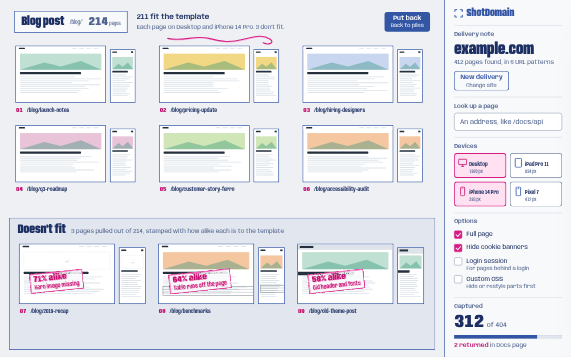 Blog post /blog/ 214 pages
211 fit the template
Each page on Desktop and iPhone 14 Pro. 3 don't fit.
Put back
Back to piles
01 /blog/launch-notes
02 /blog/pricing-update
03 /blog/hiring-designers
04 /blog/q3-roadmap
05 /blog/customer-story-ferro
06 /blog/accessibility-audit
Doesn't fit
3 pages pulled out of 214, stamped with how alike each is to the template
71% alike
Hero image missing
64% alike
Table runs off the page
58% alike
Old header and fonts
07 /blog/2019-recap
08 /blog/benchmarks
09 /blog/old-theme-post
ShotDomain
Delivery note
example.com
412 pages found, in 9 URL patterns
New delivery
Change site
Look up a page
An address, like /docs/api
Devices
Desktop
iPad Pro 11
iPhone 14 Pro
Pixel 7
Options
Full page
Hide cookie banners
Login session
For pages behind a login
Custom CSS
Hide or restyle parts first
Captured
312 of 404
2 returned in Docs page